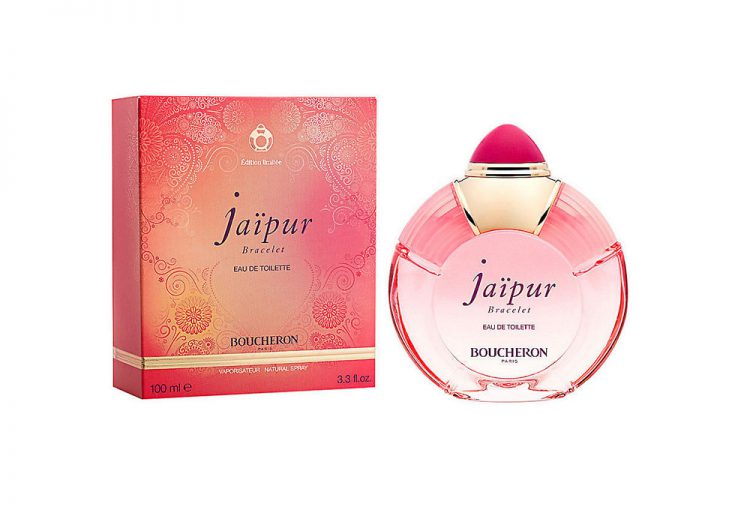 Édition limitée
Jaïpur
Bracelet
EAU DE TOILETTE
BOUCHERON
PARIS
VAPORISATEUR NATURAL SPRAY
100 ml ℮ 3.3 fl.oz.
Jaïpur
Bracelet
EAU DE TOILETTE
BOUCHERON
PARIS